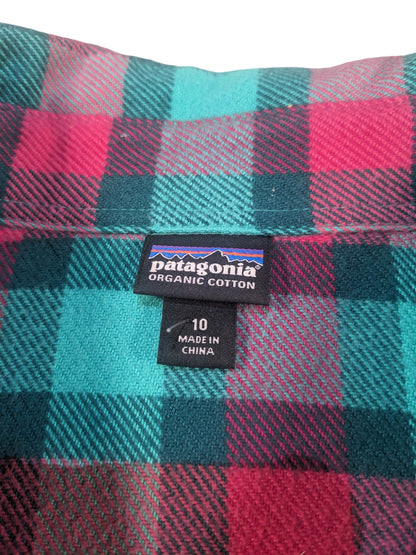 patagonia®
ORGANIC COTTON
10
MADE IN
CHINA